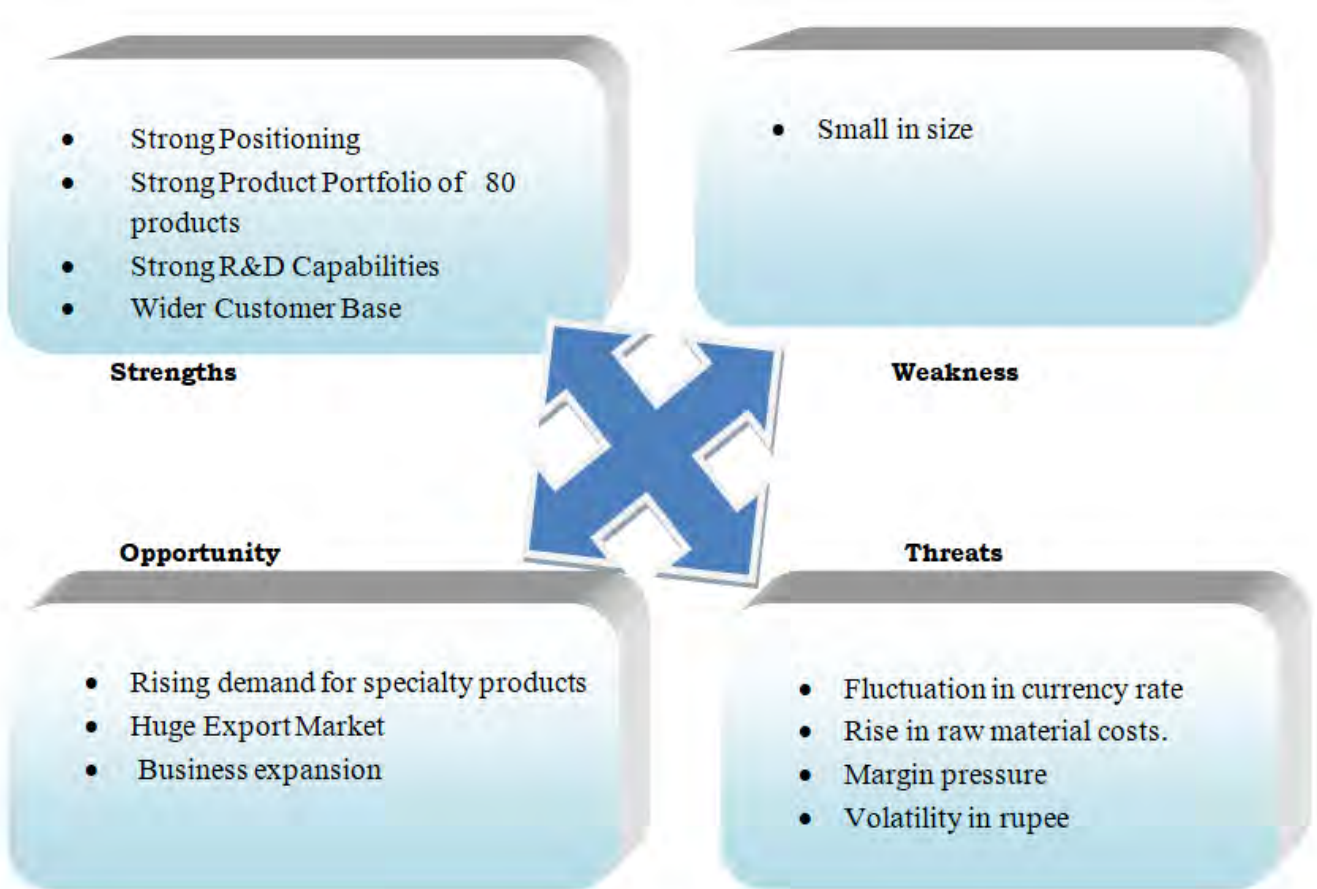 Strong Positioning
Strong Product Portfolio of 80
products
Strong R&D Capabilities
Wider Customer Base
Strengths
Small in size
Weakness
Opportunity
Rising demand for specialty products
Huge Export Market
Business expansion
Threats
Fluctuation in currency rate
Rise in raw material costs.
Margin pressure
Volatility in rupee